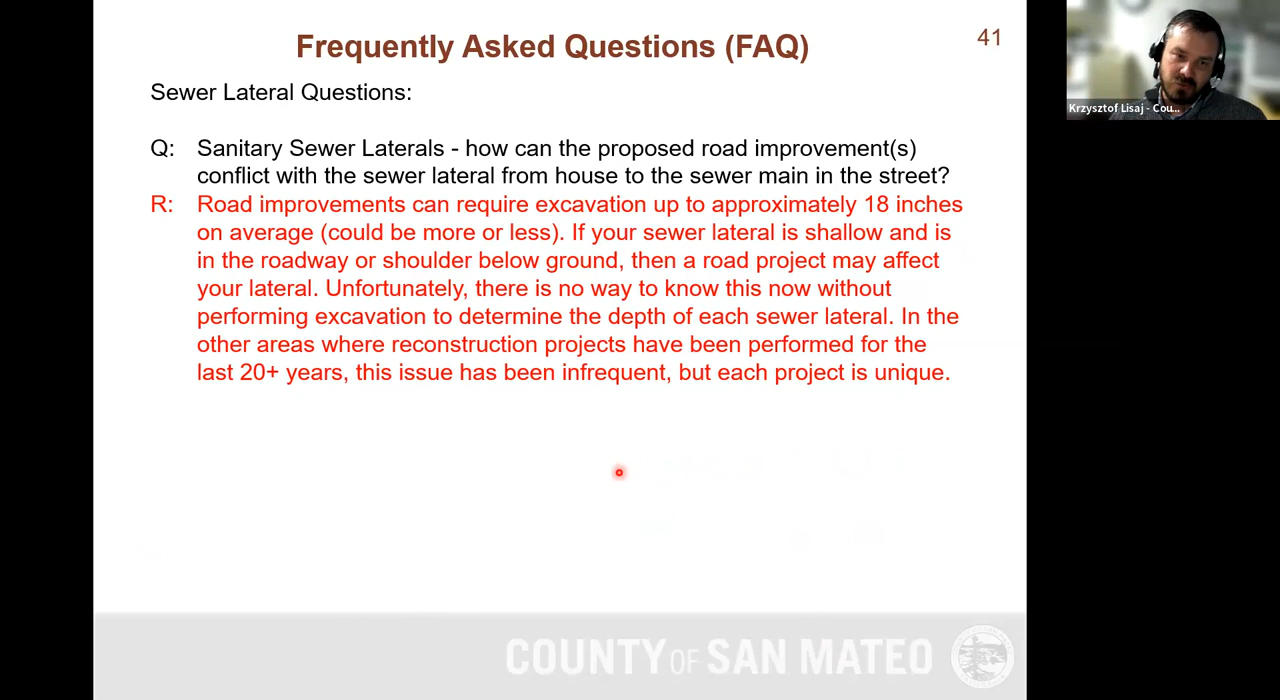 Frequently Asked Questions (FAQ)
41
Sewer Lateral Questions:
Q: Sanitary Sewer Laterals - how can the proposed road improvement(s)
conflict with the sewer lateral from house to the sewer main in the street?
R: Road improvements can require excavation up to approximately 18 inches
on average (could be more or less). If your sewer lateral is shallow and is
in the roadway or shoulder below ground, then a road project may affect
your lateral. Unfortunately, there is no way to know this now without
performing excavation to determine the depth of each sewer lateral. In the
other areas where reconstruction projects have been performed for the
last 20+ years, this issue has been infrequent, but each project is unique.
COUNTY OF SAN MATEO
Krzysztof Lisaj - Cou...